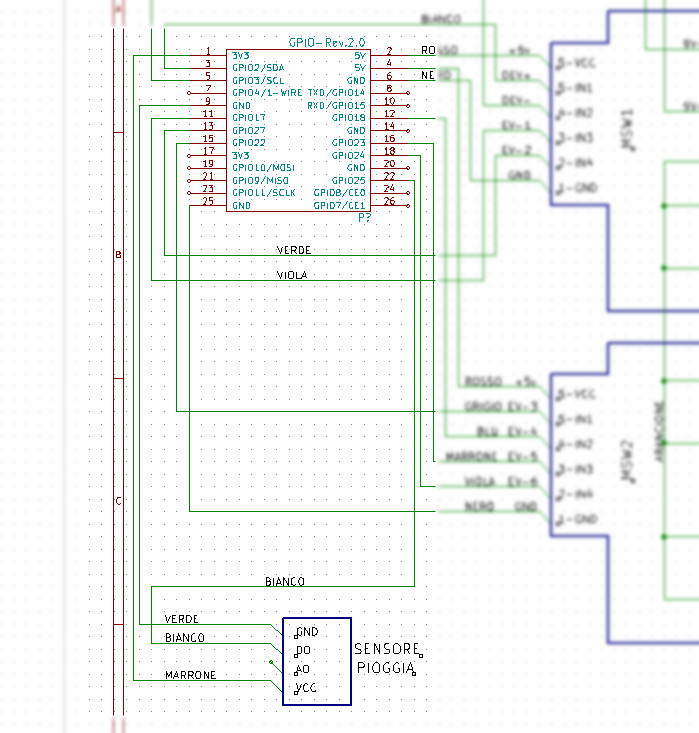 A
BIANCO
GPIO-Rev.2.0
1 3V3 5V 2 ROSSO +5v
3 GPIO2/SDA 5V 4 5-VCC
5 GPIO3/SCL GND 6 NERO DEV+
7 GPIO4/1-WIRE TXD/GPIO14 8 5-IN1
9 GND RXD/GPIO15 10 DEV-
11 GPIO17 GPIO18 12 4-IN2
13 GPIO27 GND 14 EV-1
15 GPIO22 GPIO23 16 3-IN3
17 3V3 GPIO24 18 EV-2
19 GPIO10/MOSI GND 20 2-IN4
21 GPIO9/MISO GPIO25 22 GND
23 GPIO11/SCLK GPIO8/CE0 24 1-GND
25 GND GPIO7/CE1 26
P?
MSW1
9V
9V
B
VERDE
VIOLA
ROSSO +5v
6-VCC
GRIGIO EV-3
5-IN1
BLU EV-4
4-IN2
MARRONE EV-5
3-IN3
VIOLA EV-6
2-IN4
NERO GND
1-GND
MSW2
ARANCIONE
C
BIANCO
VERDE
GND
BIANCO
DO
SENSORE
AO
PIOGGIA
MARRONE
VCC